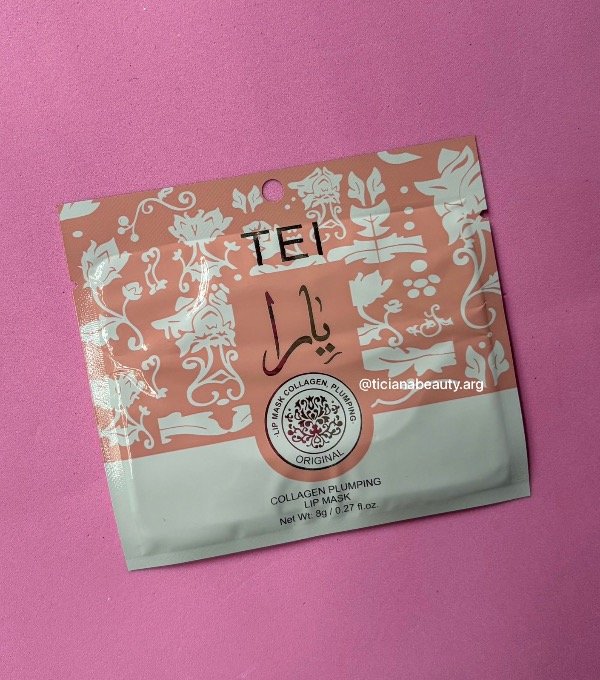 TEI
يارا
@ticianabeauty.arg
·LIP MASK COLLAGEN PLUMPING·
ORIGINAL
COLLAGEN PLUMPING
LIP MASK
Net Wt: 8g / 0.27 fl.oz.